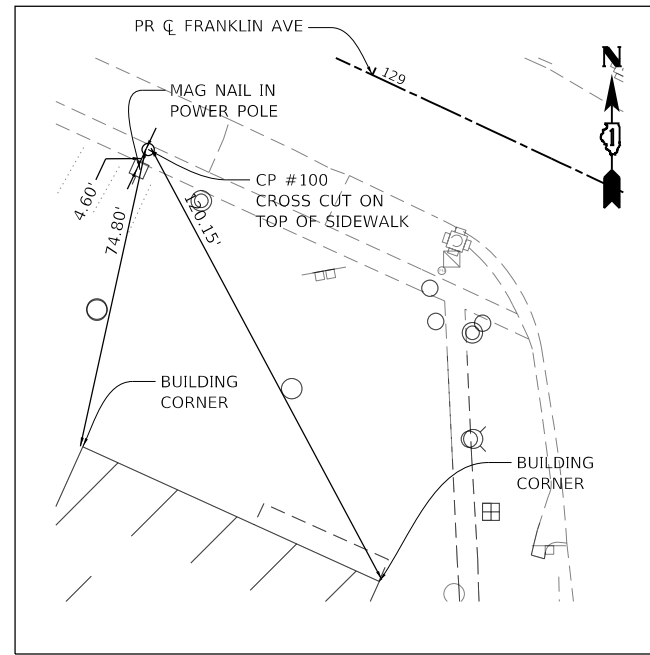 PR ℄ FRANKLIN AVE
129
N
1
MAG NAIL IN
POWER POLE
CP #100
CROSS CUT ON
TOP OF SIDEWALK
4.60'
74.80'
120.15'
BUILDING
CORNER
BUILDING
CORNER